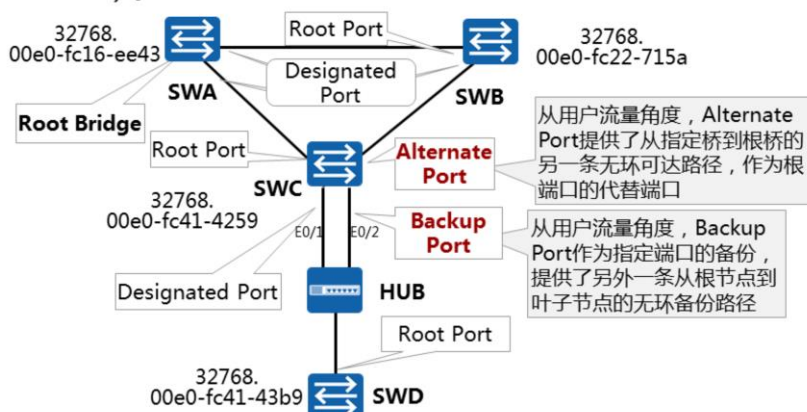 32768.
00e0-fc16-ee43
Root Port
32768.
00e0-fc22-715a
Designated
Port
SWA
SWB
Root Bridge
Root Port
SWC
Alternate
Port
从用户流量角度，Alternate
Port提供了从指定桥到根桥的
另一条无环可达路径，作为根
端口的代替端口
32768.
00e0-fc41-4259
E0/1
E0/2
Backup
Port
从用户流量角度，Backup
Port作为指定端口的备份，
提供了另外一条从根节点到
叶子节点的无环备份路径
Designated Port
HUB
Root Port
32768.
00e0-fc41-43b9
SWD